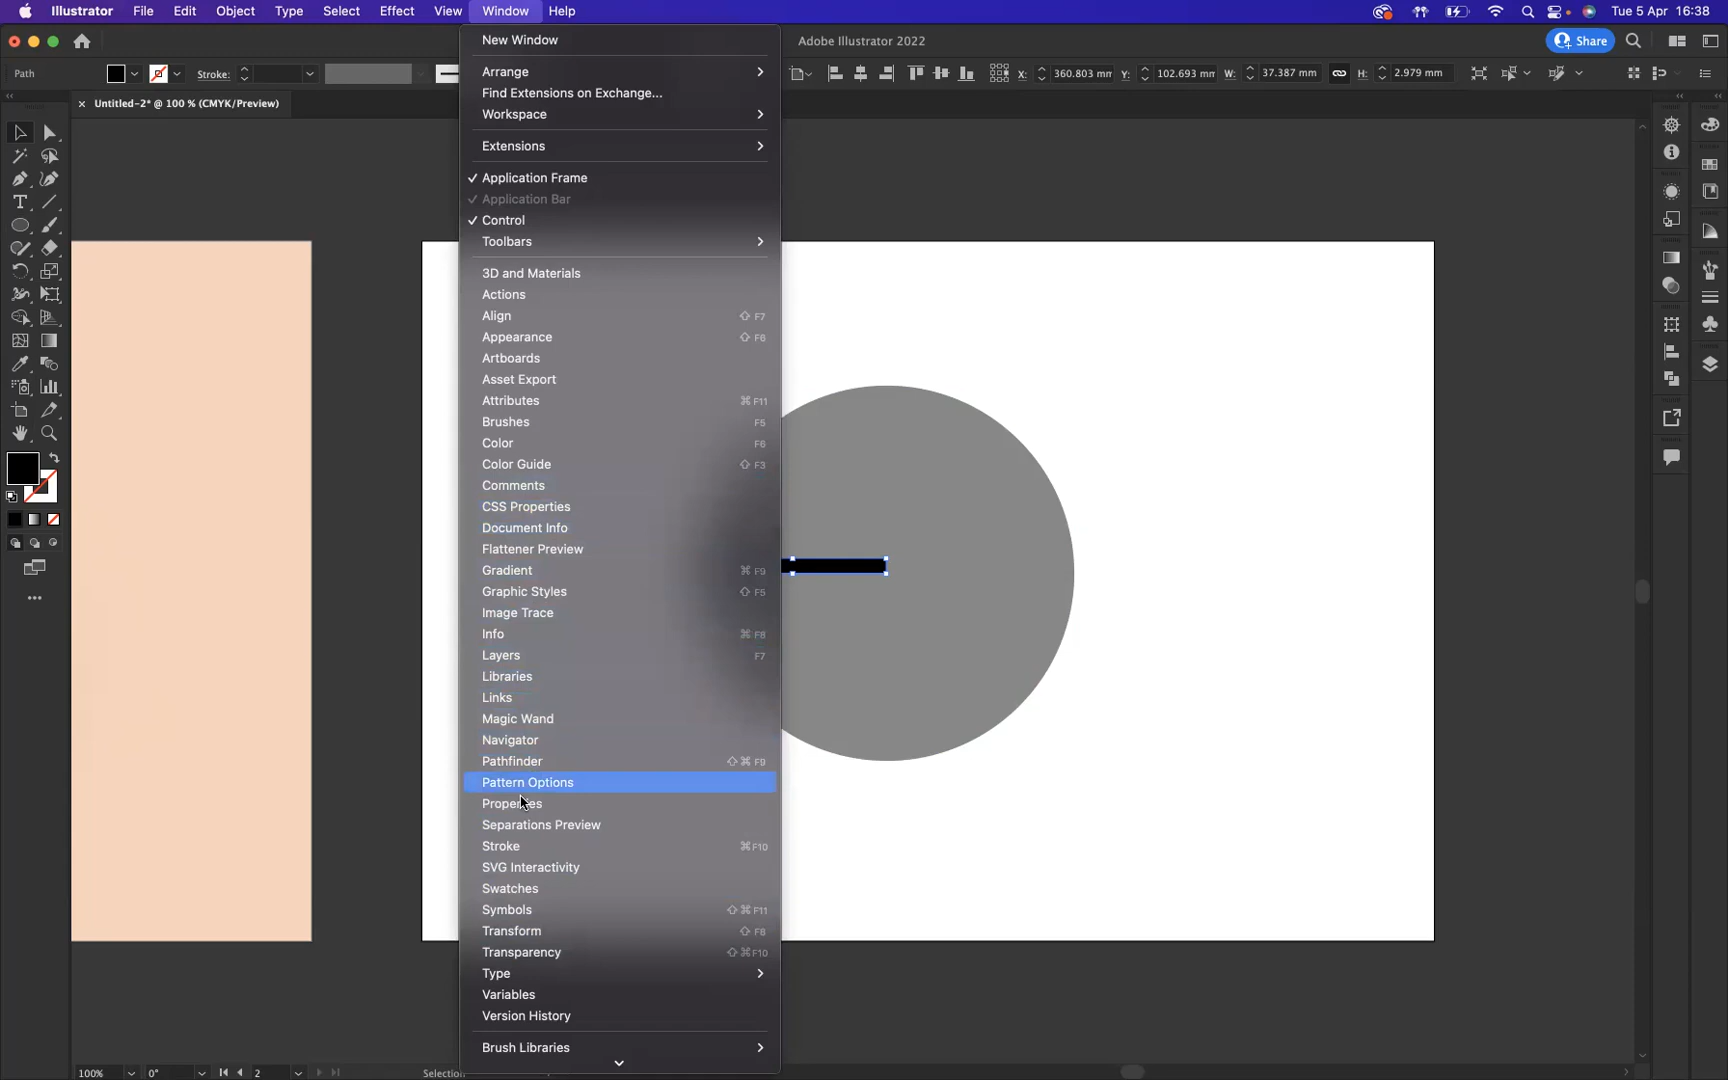 Illustrator File Edit Object Type Select Effect View Window Help Tue 5 Apr 16:38
Adobe Illustrator 2022 Share
Path Stroke: X: 360.803 mm Y: 102.693 mm W: 37.387 mm H: 2.979 mm
× Untitled-2* @ 100 % (CMYK/Preview)
New Window
Arrange
Find Extensions on Exchange...
Workspace
Extensions
✓ Application Frame
✓ Application Bar
✓ Control
Toolbars
3D and Materials
Actions
Align ⇧ F7
Appearance ⇧ F6
Artboards
Asset Export
Attributes ⌘ F11
Brushes F5
Color F6
Color Guide ⇧ F3
Comments
CSS Properties
Document Info
Flattener Preview
Gradient ⌘ F9
Graphic Styles ⇧ F5
Image Trace
Info ⌘ F8
Layers F7
Libraries
Links
Magic Wand
Navigator
Pathfinder ⇧⌘ F9
Pattern Options
Properties
Separations Preview
Stroke ⌘F10
SVG Interactivity
Swatches
Symbols ⇧⌘ F11
Transform ⇧ F8
Transparency ⇧⌘F10
Type
Variables
Version History
Brush Libraries
100% 0° 2 Selection